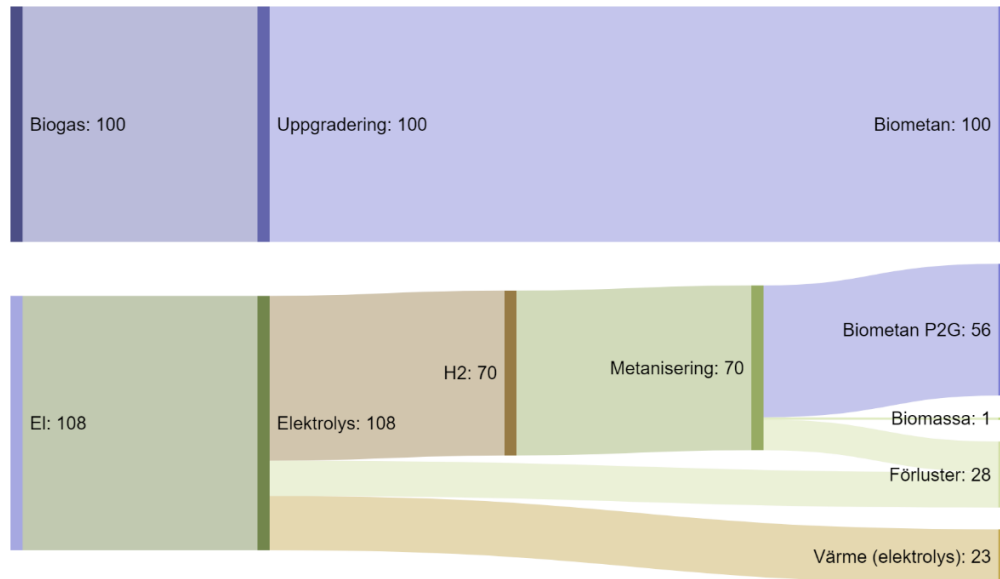 Biogas: 100
Uppgradering: 100
Biometan: 100
Biometan P2G: 56
H2: 70
Metanisering: 70
Biomassa: 1
El: 108
Elektrolys: 108
Förluster: 28
Värme (elektrolys): 23